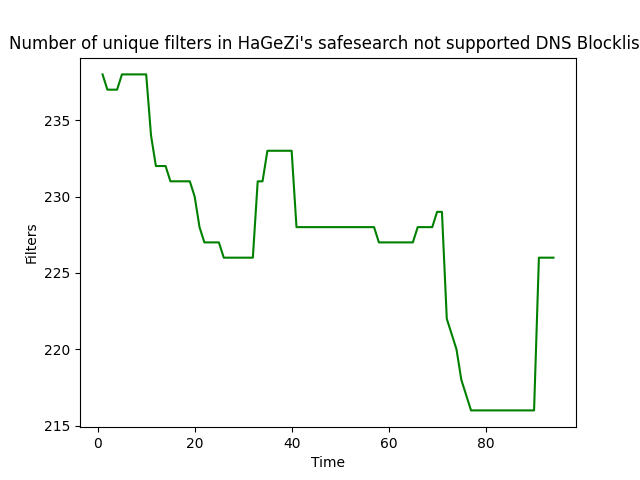 Number of unique filters in HaGeZi's safesearch not supported DNS Blocklis
235
230
225
220
215
Filters
0 20 40 60 80
Time